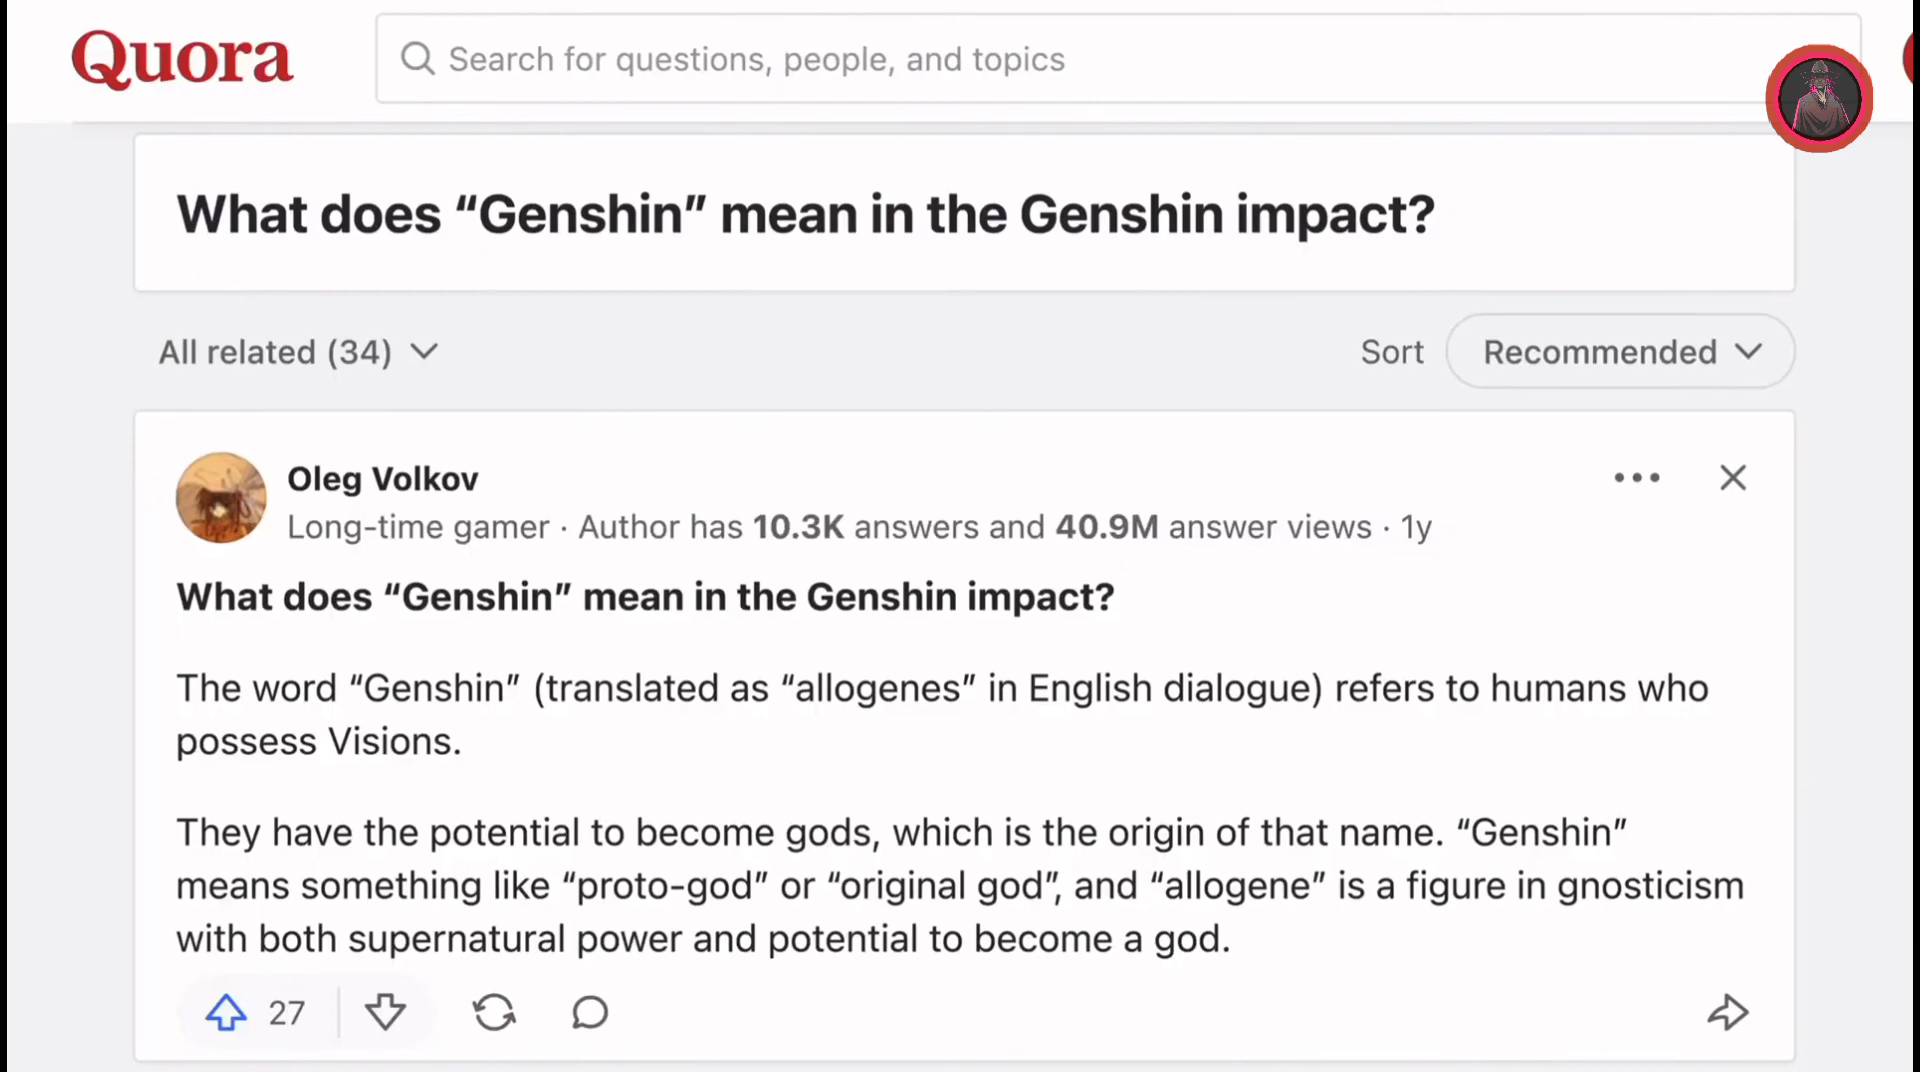 Quora
Search for questions, people, and topics
What does “Genshin” mean in the Genshin impact?
All related (34)
Sort
Recommended
Oleg Volkov
Long-time gamer · Author has 10.3K answers and 40.9M answer views · 1y
What does “Genshin” mean in the Genshin impact?
The word “Genshin” (translated as “allogenes” in English dialogue) refers to humans who
possess Visions.
They have the potential to become gods, which is the origin of that name. “Genshin”
means something like “proto-god” or “original god”, and “allogene” is a figure in gnosticism
with both supernatural power and potential to become a god.
27